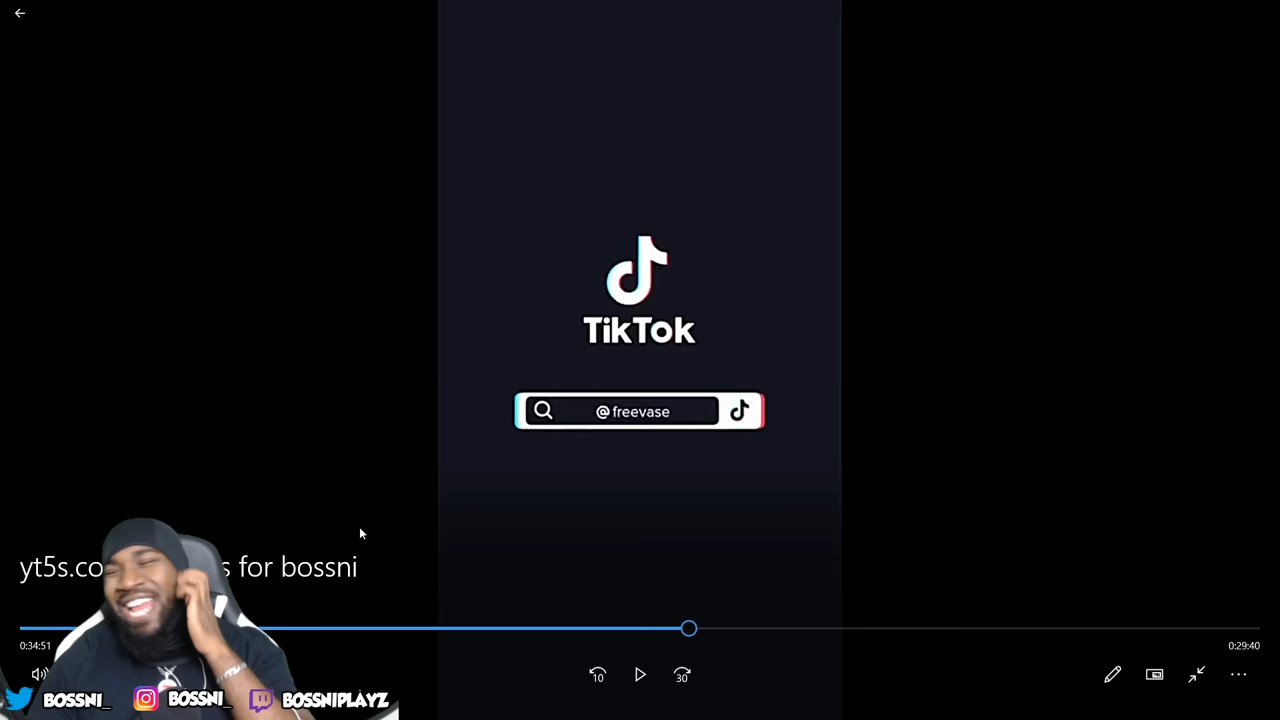 TikTok
@freevase
yt5s.co s for bossni
0:34:51
0:29:40
10
30
BOSSNI_
BOSSNI_
BOSSNIPLAYZ